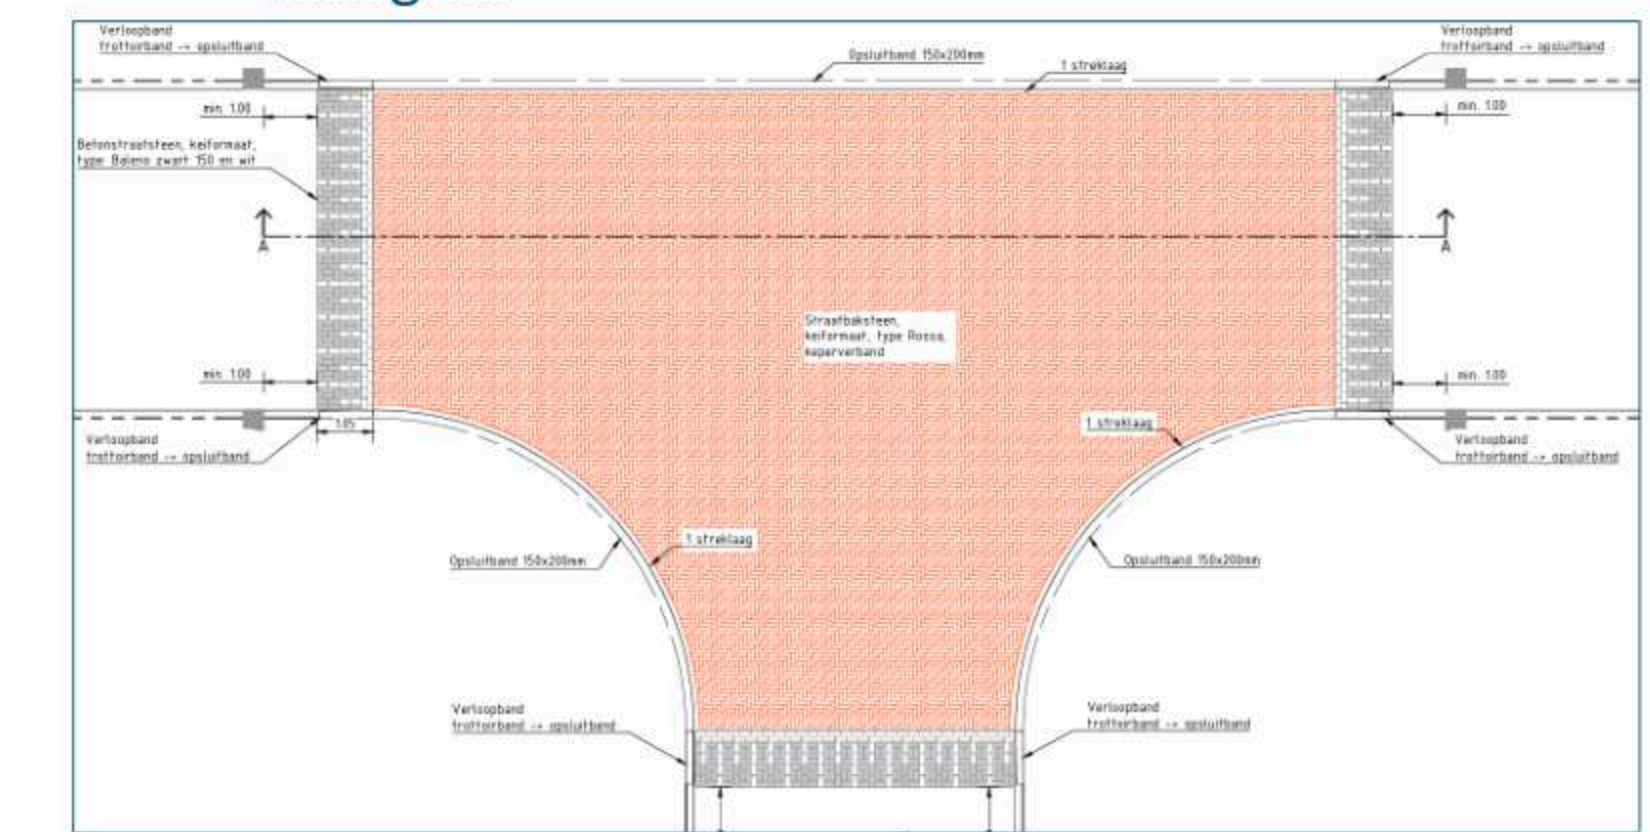 Verloopband
trottoirband -> opsluitband
Opsluitband 150x200mm
1 streklaag
Verloopband
trottoirband -> opsluitband
min. 1.00
min. 1.00
Betonstraatsteen, keiformaat,
type: Baleno zwart 150 en wit
A
A
Straatbaksteen,
keiformaat, type Rossa,
keperverband
min. 1.00
min. 1.00
1.05
1 streklaag
Verloopband
trottoirband -> opsluitband
Verloopband
trottoirband -> opsluitband
1 streklaag
Opsluitband 150x200mm
Opsluitband 150x200mm
Verloopband
trottoirband -> opsluitband
Verloopband
trottoirband -> opsluitband